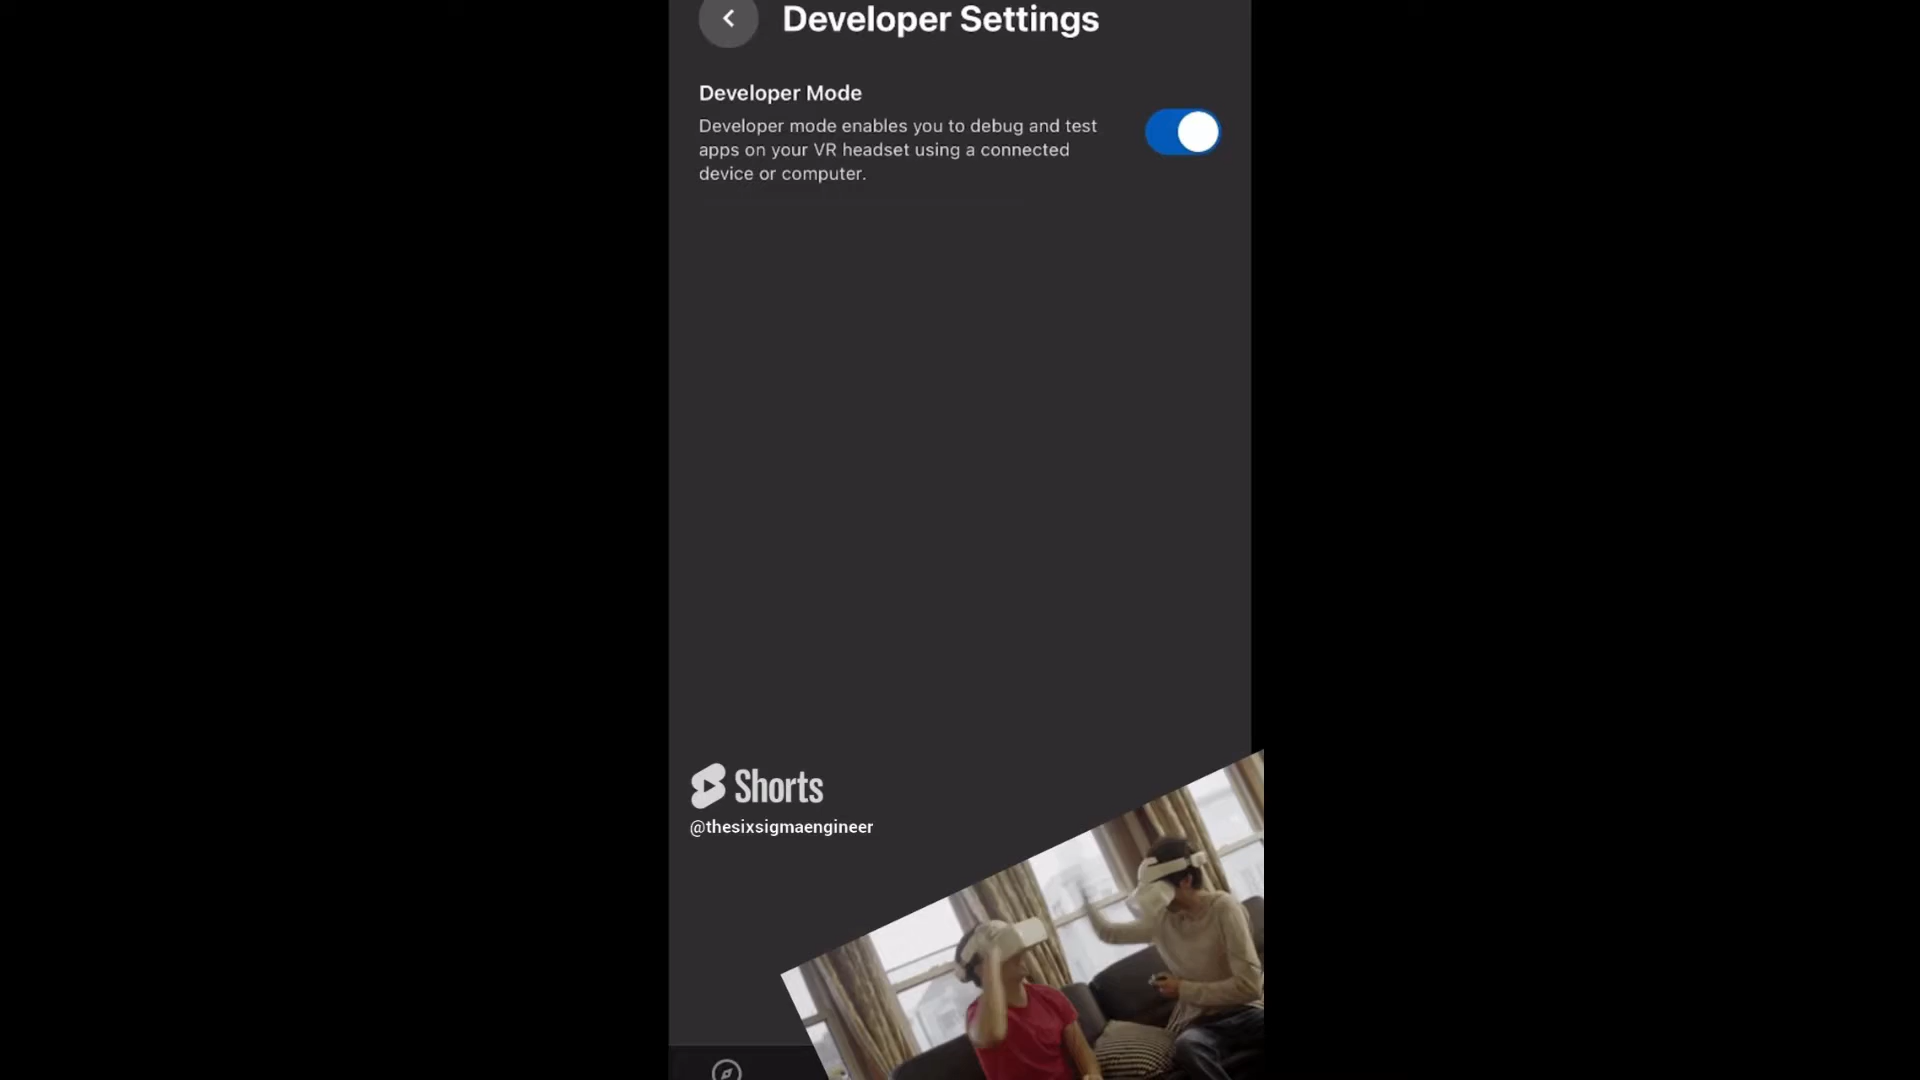 Developer Settings
Developer Mode
Developer mode enables you to debug and test
apps on your VR headset using a connected
device or computer.
Shorts
@thesixsigmaengineer